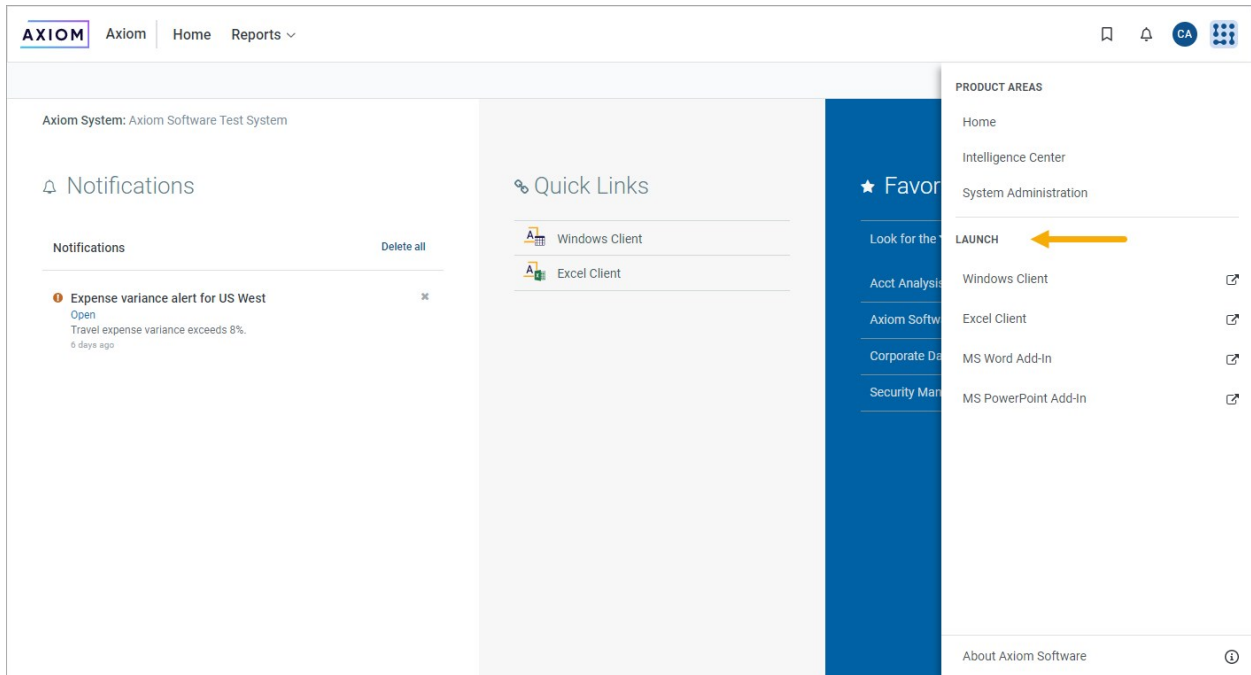 AXIOM Axiom Home Reports
CA
Axiom System: Axiom Software Test System
Notifications
Notifications Delete all
Expense variance alert for US West
Open
Travel expense variance exceeds 8%.
6 days ago
Quick Links
Windows Client
Excel Client
Favor
Look for the
Acct Analysis
Axiom Softw
Corporate Da
Security Man
PRODUCT AREAS
Home
Intelligence Center
System Administration
LAUNCH
Windows Client
Excel Client
MS Word Add-In
MS PowerPoint Add-In
About Axiom Software